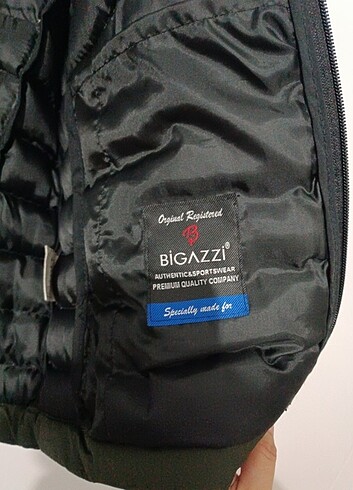 Orginal Registered
B
BiGAZZi®
AUTHENTIC&SPORTSWEAR
PREMIUM QUALITY COMPANY
Specially made for